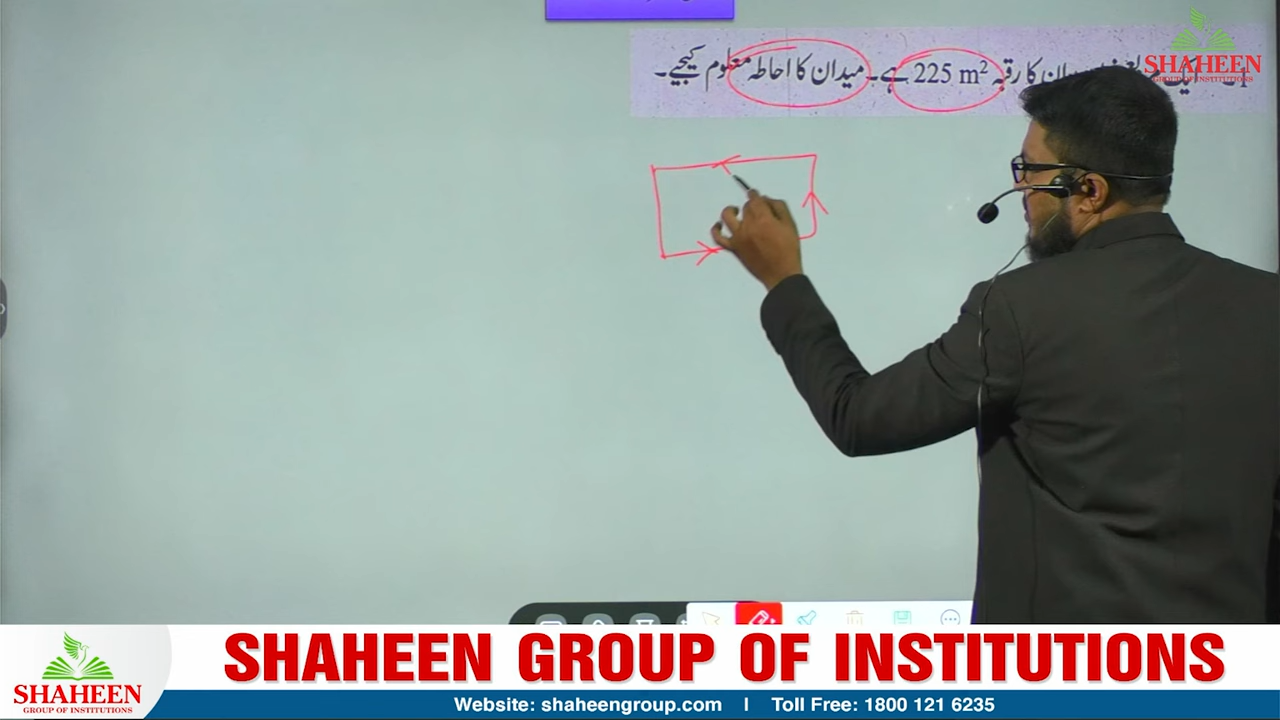 SHAHEEN
کا رقبہ 225 m² ہے۔ میدان کا احاطہ معلوم کیجیے۔
SHAHEEN
GROUP OF INSTITUTIONS
SHAHEEN GROUP OF INSTITUTIONS
Website: shaheengroup.com I Toll Free: 1800 121 6235